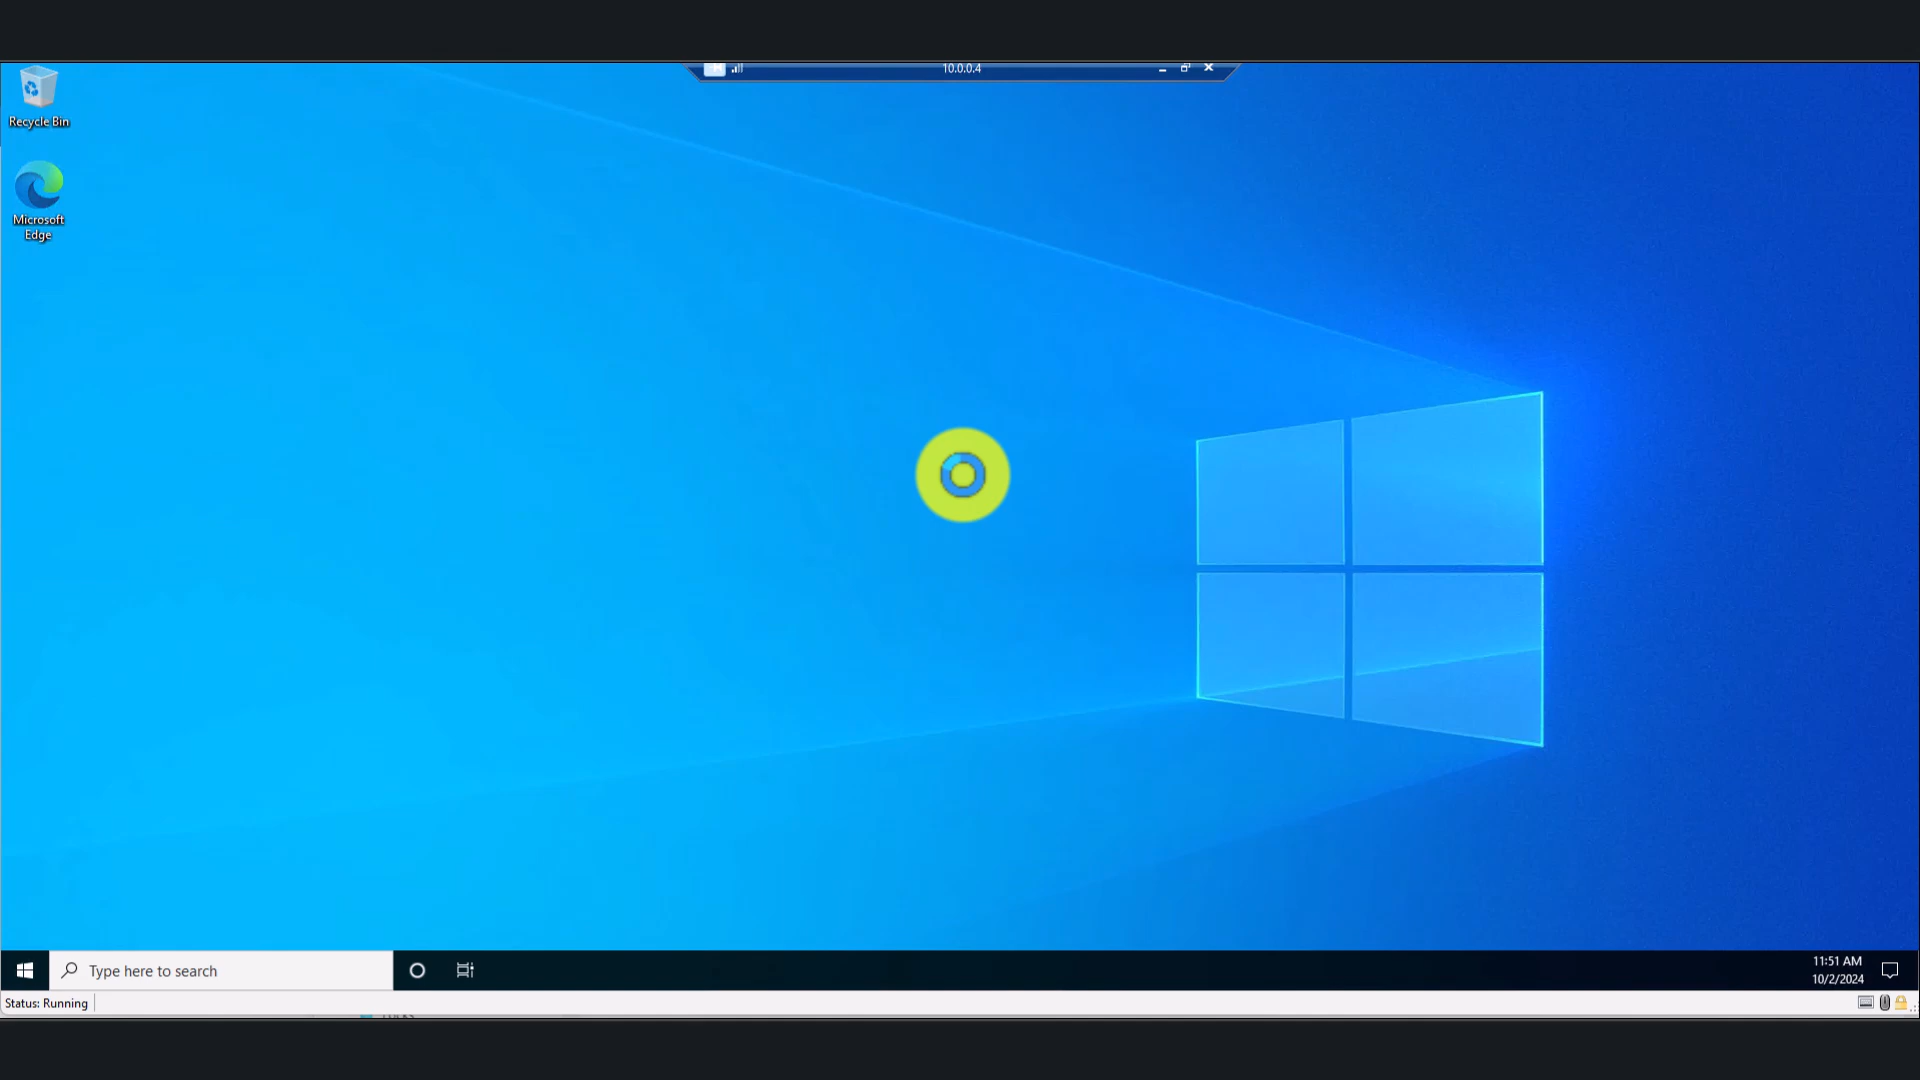 10.0.0.4
Recycle Bin
Microsoft
Edge
Type here to search
11:51 AM
10/2/2024
Status: Running